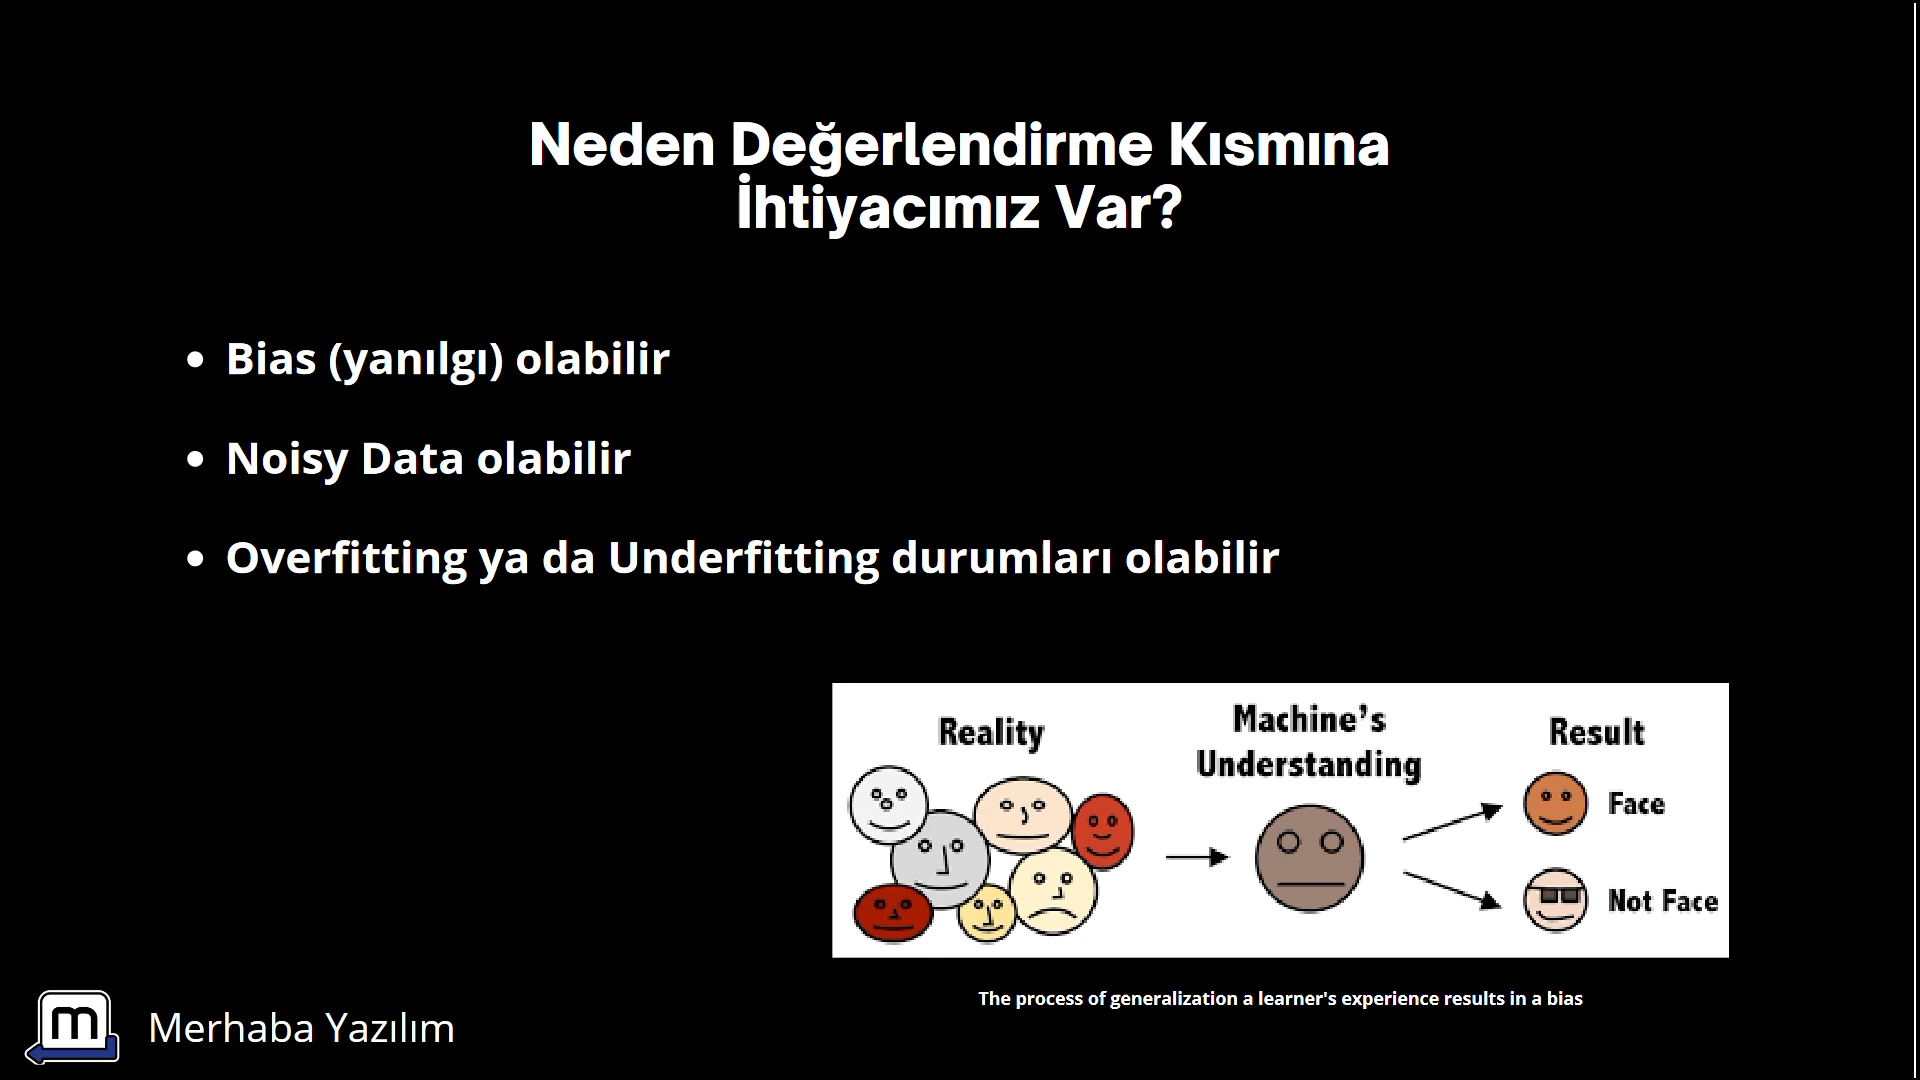 Neden Değerlendirme Kısmına
İhtiyacımız Var?
• Bias (yanılgı) olabilir
• Noisy Data olabilir
• Overfitting ya da Underfitting durumları olabilir
Reality
Machine's
Understanding
Result
Face
Not Face
The process of generalization a learner's experience results in a bias
m
Merhaba Yazılım